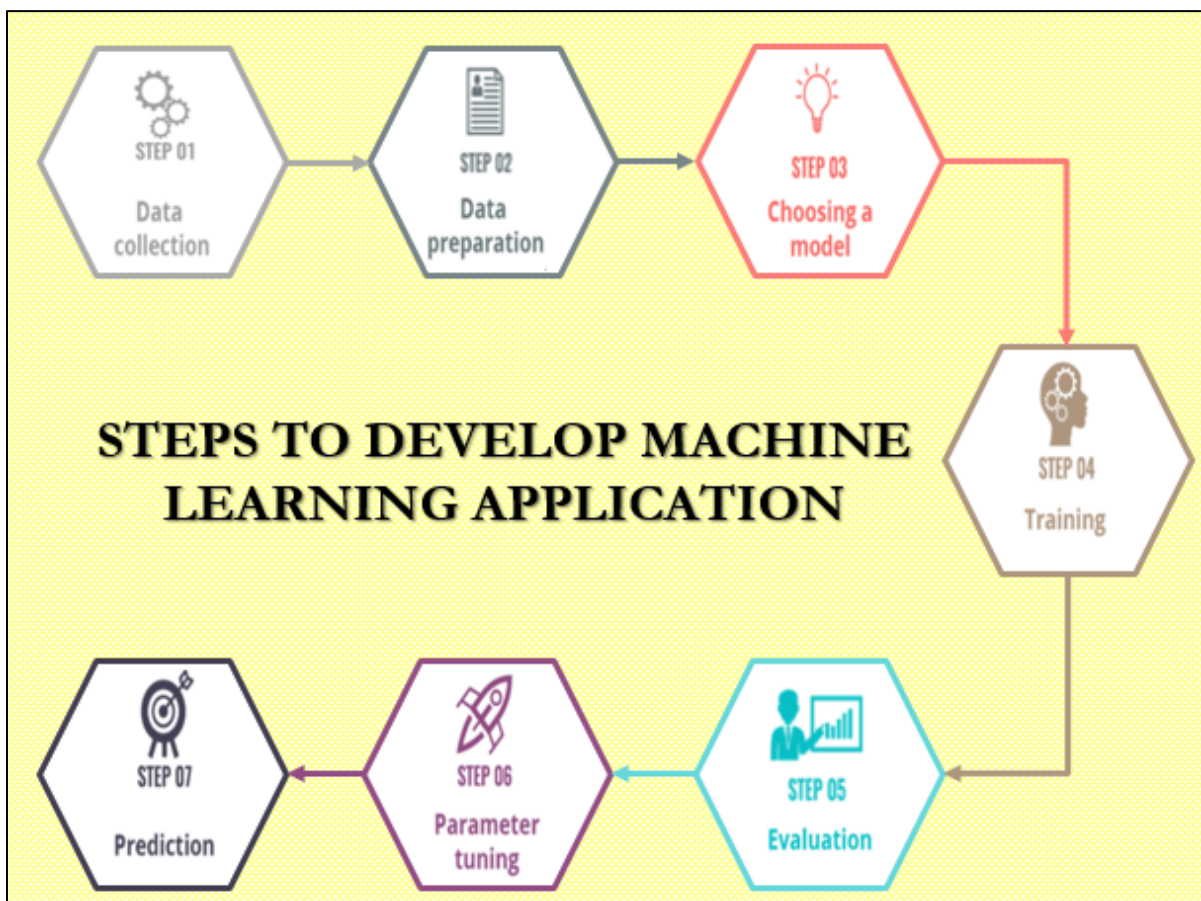 STEP 01
Data
collection
STEP 02
Data
preparation
STEP 03
Choosing a
model
STEP 04
Training
STEPS TO DEVELOP MACHINE
LEARNING APPLICATION
STEP 05
Evaluation
STEP 06
Parameter
tuning
STEP 07
Prediction